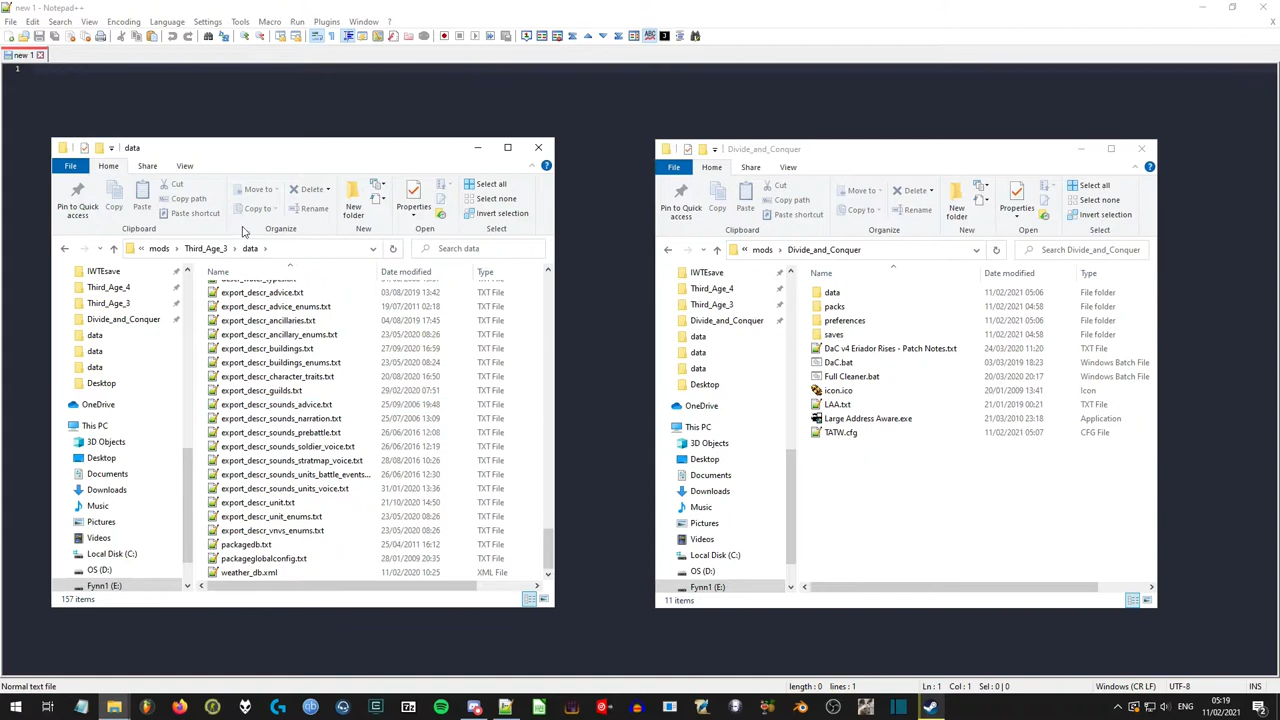 new 1 - Notepad++
File Edit Search View Encoding Language Settings Tools Macro Run Plugins Window ?
X
new 1
1
data
File Home Share View
Pin to Quick access
Copy
Paste
Cut
Copy path
Paste shortcut
Clipboard
Move to
Copy to
Delete
Rename
Organize
New folder
New
Properties
Open
Select all
Select none
Invert selection
Select
mods > Third_Age_3 > data >
Search data
IWTEsave
Third_Age_4
Third_Age_3
Divide_and_Conquer
data
data
data
Desktop
OneDrive
This PC
3D Objects
Desktop
Documents
Downloads
Music
Pictures
Videos
Local Disk (C:)
OS (D:)
Fynn1 (E:)
Name Date modified Type
export_descr_advice.txt 03/08/2019 13:42 TXT File
export_descr_advice_enums.txt 19/07/2011 02:18 TXT File
export_descr_ancillaries.txt 04/08/2019 17:45 TXT File
export_descr_ancillary_enums.txt 23/05/2020 08:26 TXT File
export_descr_buildings.txt 27/09/2020 16:59 TXT File
export_descr_buildings_enums.txt 23/05/2020 08:26 TXT File
export_descr_character_traits.txt 20/08/2020 16:50 TXT File
export_descr_guilds.txt 29/02/2020 07:51 TXT File
export_descr_sounds_advice.txt 25/09/2006 19:48 TXT File
export_descr_sounds_narration.txt 25/07/2006 13:09 TXT File
export_descr_sounds_prebattle.txt 26/06/2016 12:08 TXT File
export_descr_sounds_soldier_voice.txt 26/06/2016 12:19 TXT File
export_descr_sounds_stratmap_voice.txt 28/08/2016 10:26 TXT File
export_descr_sounds_units_battle_events... 26/06/2016 12:30 TXT File
export_descr_sounds_units_voice.txt 31/01/2020 13:36 TXT File
export_descr_unit.txt 21/10/2020 14:50 TXT File
export_descr_unit_enums.txt 23/05/2020 08:26 TXT File
export_descr_vnvs_enums.txt 23/05/2020 08:26 TXT File
packagedb.txt 25/04/2011 16:12 TXT File
packageglobalconfig.txt 28/01/2009 20:35 TXT File
weather_db.xml 11/02/2020 10:25 XML File
157 items
Divide_and_Conquer
File Home Share View
Pin to Quick access
Copy
Paste
Cut
Copy path
Paste shortcut
Clipboard
Move to
Copy to
Delete
Rename
Organize
New folder
New
Properties
Open
Select all
Select none
Invert selection
Select
mods > Divide_and_Conquer
Search Divide_and_Conquer
IWTEsave
Third_Age_4
Third_Age_3
Divide_and_Conquer
data
data
data
Desktop
OneDrive
This PC
3D Objects
Desktop
Documents
Downloads
Music
Pictures
Videos
Local Disk (C:)
OS (D:)
Fynn1 (E:)
Name Date modified Type
data 11/02/2021 05:06 File folder
packs 11/02/2021 04:58 File folder
preferences 11/02/2021 05:06 File folder
saves 11/02/2021 04:58 File folder
DaC v4 Eriador Rises - Patch Notes.txt 24/03/2020 11:20 TXT File
DaC.bat 03/03/2019 18:23 Windows Batch File
Full Cleaner.bat 20/03/2020 20:17 Windows Batch File
icon.ico 20/01/2009 13:41 Icon
LAA.txt 21/01/2019 00:21 TXT File
Large Address Aware.exe 21/03/2010 23:18 Application
TATW.cfg 11/02/2021 05:07 CFG File
11 items
Normal text file length : 0 lines : 1 Ln : 1 Col : 1 Sel : 0 | 0 Windows (CR LF) UTF-8 INS
ENG 05:19
11/02/2021